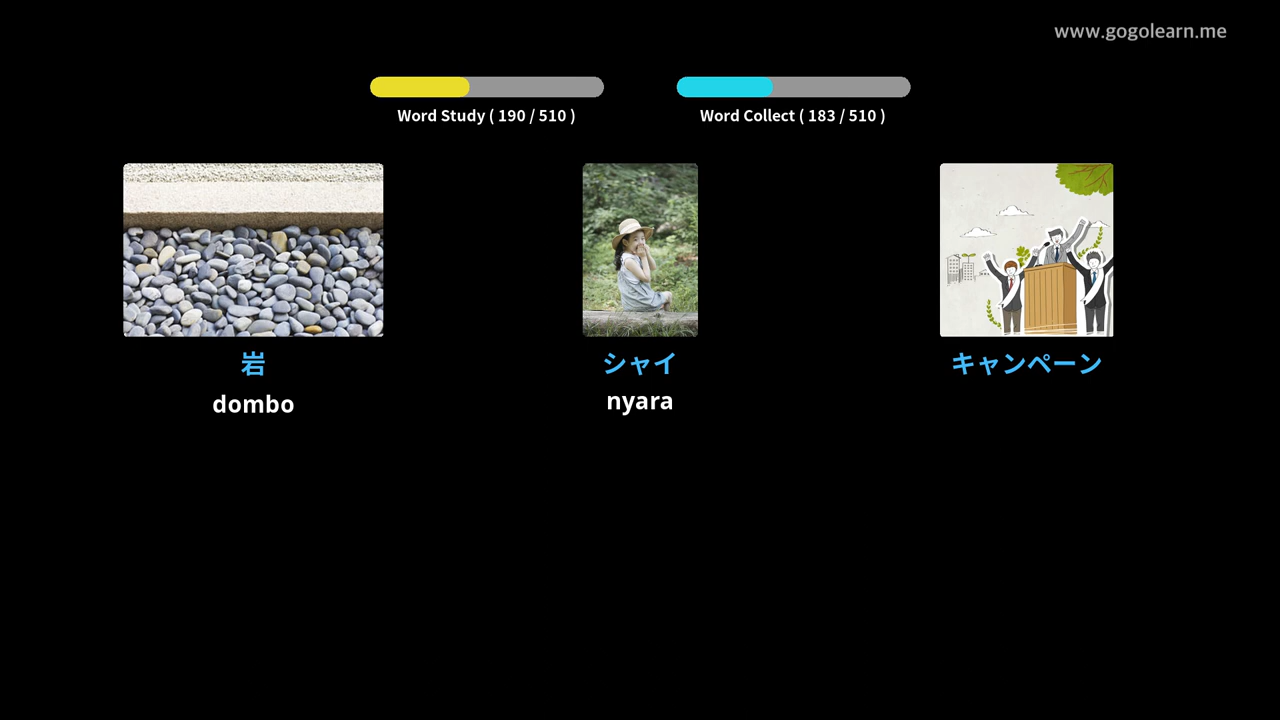 www.gogolearn.me
Word Study ( 190 / 510 )
Word Collect ( 183 / 510 )
岩
シャイ
キャンペーン
dombo
nyara